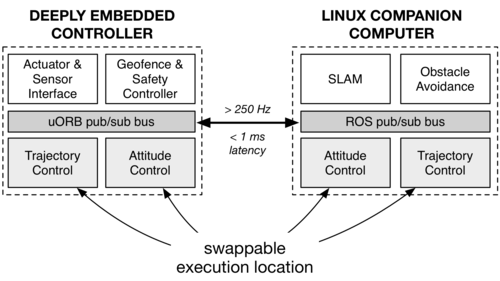 DEEPLY EMBEDDED
CONTROLLER
Actuator &
Sensor
Interface
Geofence &
Safety
Controller
uORB pub/sub bus
Trajectory
Control
Attitude
Control
> 250 Hz
< 1 ms
latency
LINUX COMPANION
COMPUTER
SLAM
Obstacle
Avoidance
ROS pub/sub bus
Attitude
Control
Trajectory
Control
swappable
execution location